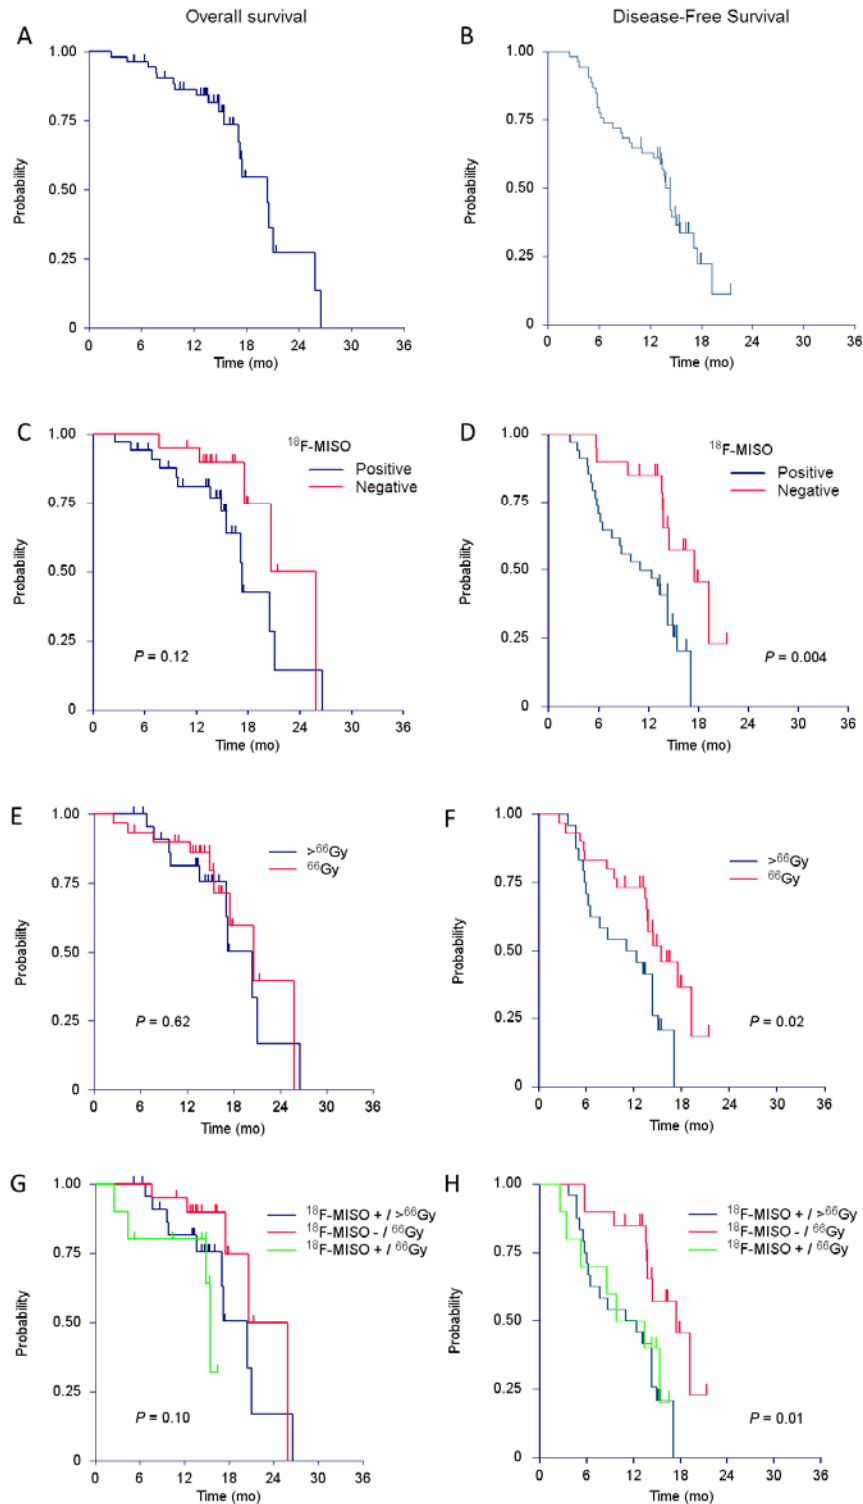 Overall survival
Disease-Free Survival
A
1.00
0.75
0.50
0.25
0
Probability
0 6 12 18 24 30 36
Time (mo)
B
1.00
0.75
0.50
0.25
0
Probability
0 6 12 18 24 30 36
Time (mo)
C
1.00
0.75
0.50
0.25
0
Probability
18F-MISO
Positive
Negative
P = 0.12
0 6 12 18 24 30 36
Time (mo)
D
1.00
0.75
0.50
0.25
0
Probability
18F-MISO
Positive
Negative
P = 0.004
0 6 12 18 24 30 36
Time (mo)
E
1.00
0.75
0.50
0.25
0
Probability
>66Gy
66Gy
P = 0.62
0 6 12 18 24 30 36
Time (mo)
F
1.00
0.75
0.50
0.25
0
Probability
>66Gy
66Gy
P = 0.02
0 6 12 18 24 30 36
Time (mo)
G
1.00
0.75
0.50
0.25
0
Probability
18F-MISO + / >66Gy
18F-MISO - / 66Gy
18F-MISO + / 66Gy
P = 0.10
0 6 12 18 24 30 36
Time (mo)
H
1.00
0.75
0.50
0.25
0
Probability
18F-MISO + / >66Gy
18F-MISO - / 66Gy
18F-MISO + / 66Gy
P = 0.01
0 6 12 18 24 30 36
Time (mo)